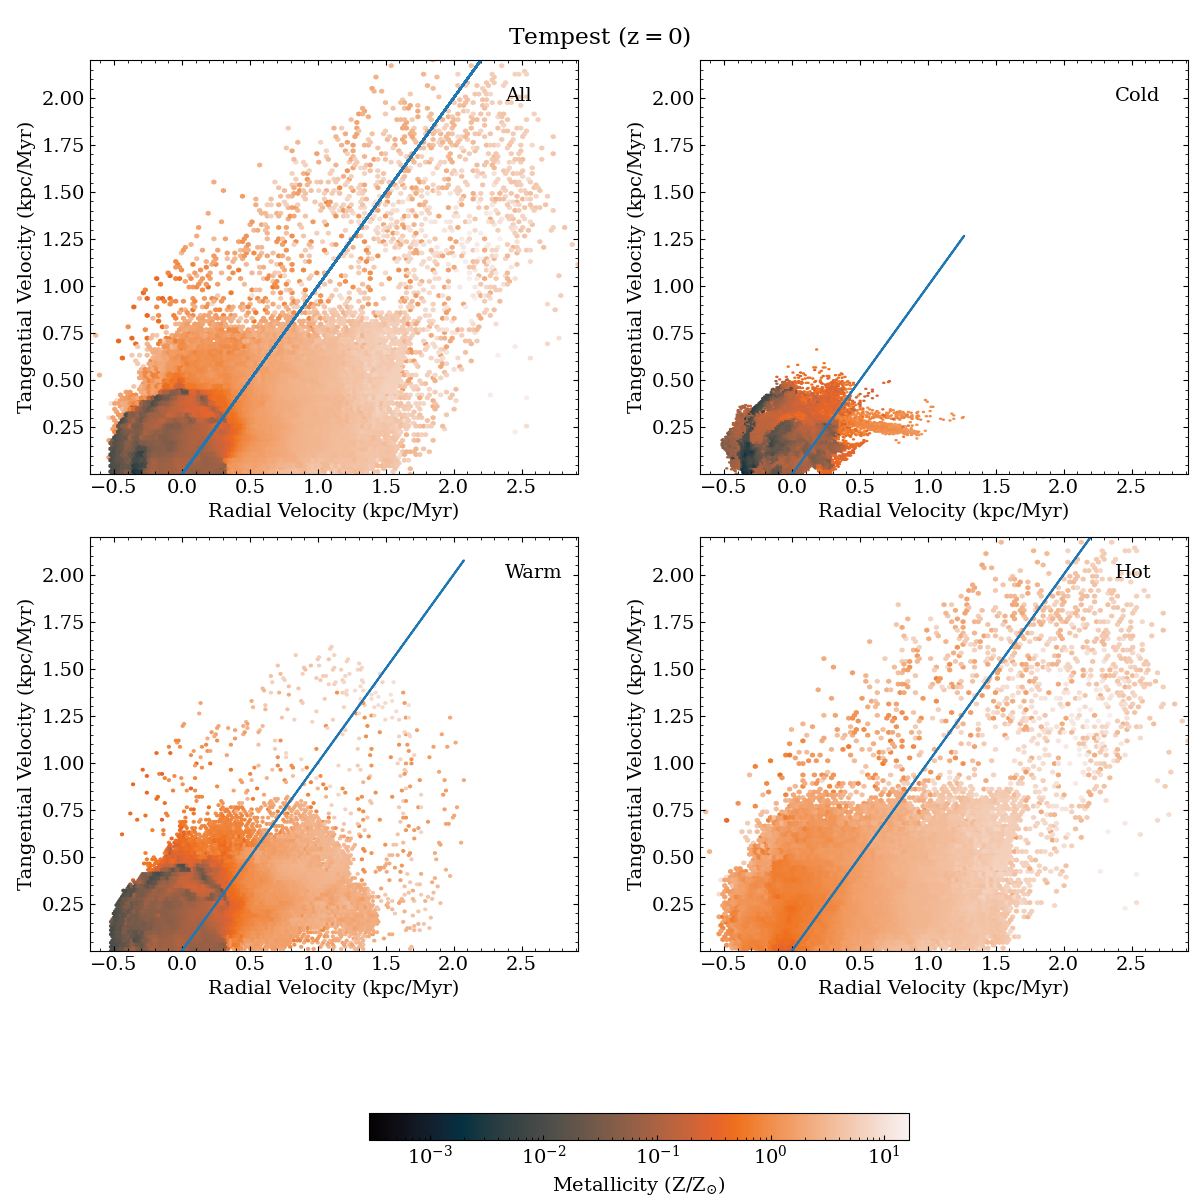 Tempest (z = 0)
All
Tangential Velocity (kpc/Myr)
2.00
1.75
1.50
1.25
1.00
0.75
0.50
0.25
−0.5 0.0 0.5 1.0 1.5 2.0 2.5
Radial Velocity (kpc/Myr)
Cold
Tangential Velocity (kpc/Myr)
2.00
1.75
1.50
1.25
1.00
0.75
0.50
0.25
−0.5 0.0 0.5 1.0 1.5 2.0 2.5
Radial Velocity (kpc/Myr)
Warm
Tangential Velocity (kpc/Myr)
2.00
1.75
1.50
1.25
1.00
0.75
0.50
0.25
−0.5 0.0 0.5 1.0 1.5 2.0 2.5
Radial Velocity (kpc/Myr)
Hot
Tangential Velocity (kpc/Myr)
2.00
1.75
1.50
1.25
1.00
0.75
0.50
0.25
−0.5 0.0 0.5 1.0 1.5 2.0 2.5
Radial Velocity (kpc/Myr)
10⁻³ 10⁻² 10⁻¹ 10⁰ 10¹
Metallicity (Z/Z☉)